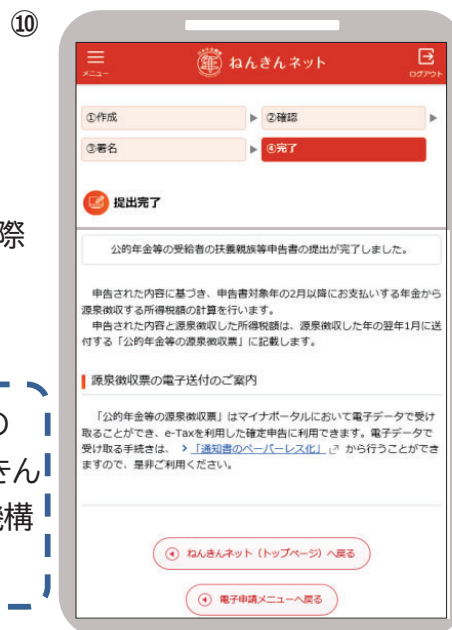 ⑩
メニュー
ねんきんネット
ログアウト
①作成
②確認
③署名
④完了
提出完了
公的年金等の受給者の扶養親族等申告書の提出が完了しました。
申告された内容に基づき、申告書対象年の2月以降にお支払いする年金から
源泉徴収する所得税額の計算を行います。
申告された内容と源泉徴収した所得税額は、源泉徴収した年の翌年1月に送
付する「公的年金等の源泉徴収票」に記載します。
源泉徴収票の電子送付のご案内
「公的年金等の源泉徴収票」はマイナポータルにおいて電子データで受け
取ることができ、e-Taxを利用した確定申告に利用できます。電子データで
受け取る手続きは、 > 「通知書のペーパーレス化」 から行うことができ
ますので、是非ご利用ください。
ねんきんネット（トップページ）へ戻る
電子申請メニューへ戻る
際
の
きん
機構